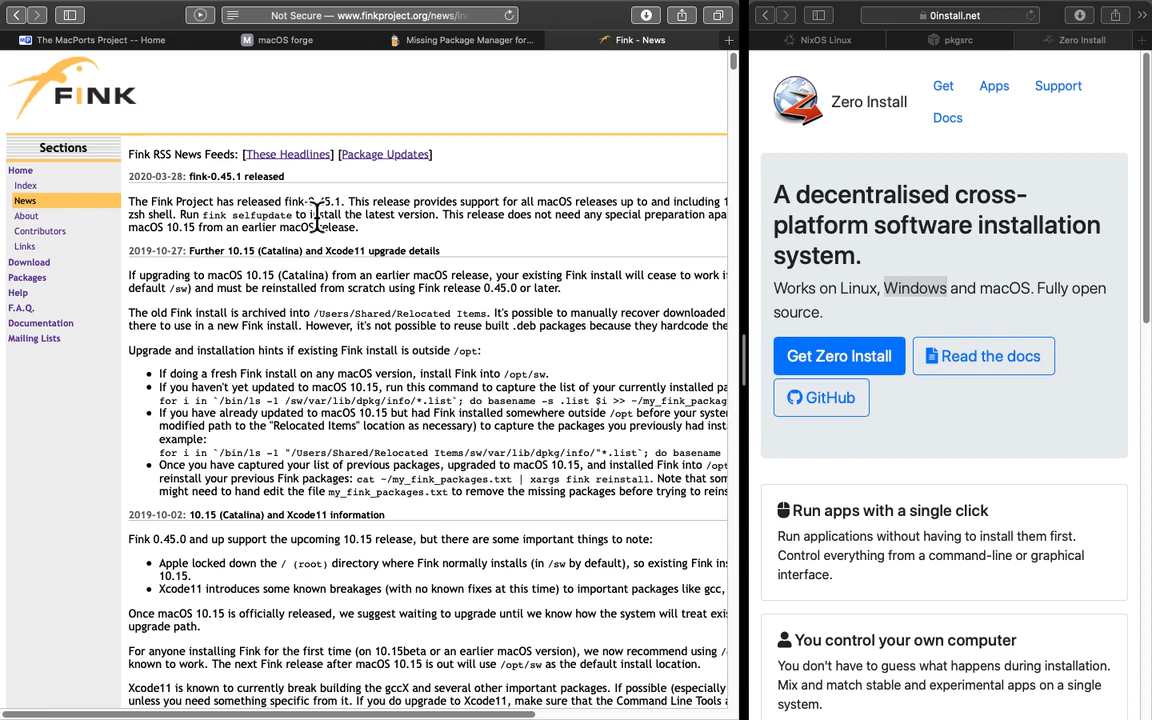 Not Secure — www.finkproject.org/news/in
The MacPorts Project -- Home
macOS forge
Missing Package Manager for...
Fink - News
FINK
Sections
Home
Index
News
About
Contributors
Links
Download
Packages
Help
F.A.Q.
Documentation
Mailing Lists
Fink RSS News Feeds: [These Headlines] [Package Updates]
2020-03-28: fink-0.45.1 released
The Fink Project has released fink- 5.1. This release provides support for all macOS releases up to and including 1
zsh shell. Run fink selfupdate to install the latest version. This release does not need any special preparation apa
macOS 10.15 from an earlier macOS release.
2019-10-27: Further 10.15 (Catalina) and Xcode11 upgrade details
If upgrading to macOS 10.15 (Catalina) from an earlier macOS release, your existing Fink install will cease to work i
default /sw) and must be reinstalled from scratch using Fink release 0.45.0 or later.
The old Fink install is archived into /Users/Shared/Relocated Items. It's possible to manually recover downloaded
there to use in a new Fink install. However, it's not possible to reuse built .deb packages because they hardcode the
Upgrade and installation hints if existing Fink install is outside /opt:
• If doing a fresh Fink install on any macOS version, install Fink into /opt/sw.
• If you haven't yet updated to macOS 10.15, run this command to capture the list of your currently installed pa
for i in `/bin/ls -1 /sw/var/lib/dpkg/info/*.list`; do basename -s .list $i >> ~/my_fink_packag
• If you have already updated to macOS 10.15 but had Fink installed somewhere outside /opt before your syste
modified path to the "Relocated Items" location as necessary) to capture the packages you previously had inst
example:
for i in `/bin/ls -1 "/Users/Shared/Relocated Items/sw/var/lib/dpkg/info/"*.list`; do basename
• Once you have captured your list of previous packages, upgraded to macOS 10.15, and installed Fink into /opt
reinstall your previous Fink packages: cat ~/my_fink_packages.txt | xargs fink reinstall. Note that som
might need to hand edit the file my_fink_packages.txt to remove the missing packages before trying to reins
2019-10-02: 10.15 (Catalina) and Xcode11 information
Fink 0.45.0 and up support the upcoming 10.15 release, but there are some important things to note:
• Apple locked down the / (root) directory where Fink normally installs (in /sw by default), so existing Fink ins
10.15.
• Xcode11 introduces some known breakages (with no known fixes at this time) to important packages like gcc,
Once macOS 10.15 is officially released, we suggest waiting to upgrade until we know how the system will treat exi
upgrade path.
For anyone installing Fink for the first time (on 10.15beta or an earlier macOS version), we now recommend using /
known to work. The next Fink release after macOS 10.15 is out will use /opt/sw as the default install location.
Xcode11 is known to currently break building the gccX and several other important packages. If possible (especially
unless you need something specific from it. If you do upgrade to Xcode11, make sure that the Command Line Tools
0install.net
NixOS Linux
pkgsrc
Zero Install
Zero Install
Get
Apps
Support
Docs
A decentralised cross-
platform software installation
system.
Works on Linux, Windows and macOS. Fully open
source.
Get Zero Install
Read the docs
GitHub
Run apps with a single click
Run applications without having to install them first.
Control everything from a command-line or graphical
interface.
You control your own computer
You don't have to guess what happens during installation.
Mix and match stable and experimental apps on a single
system.